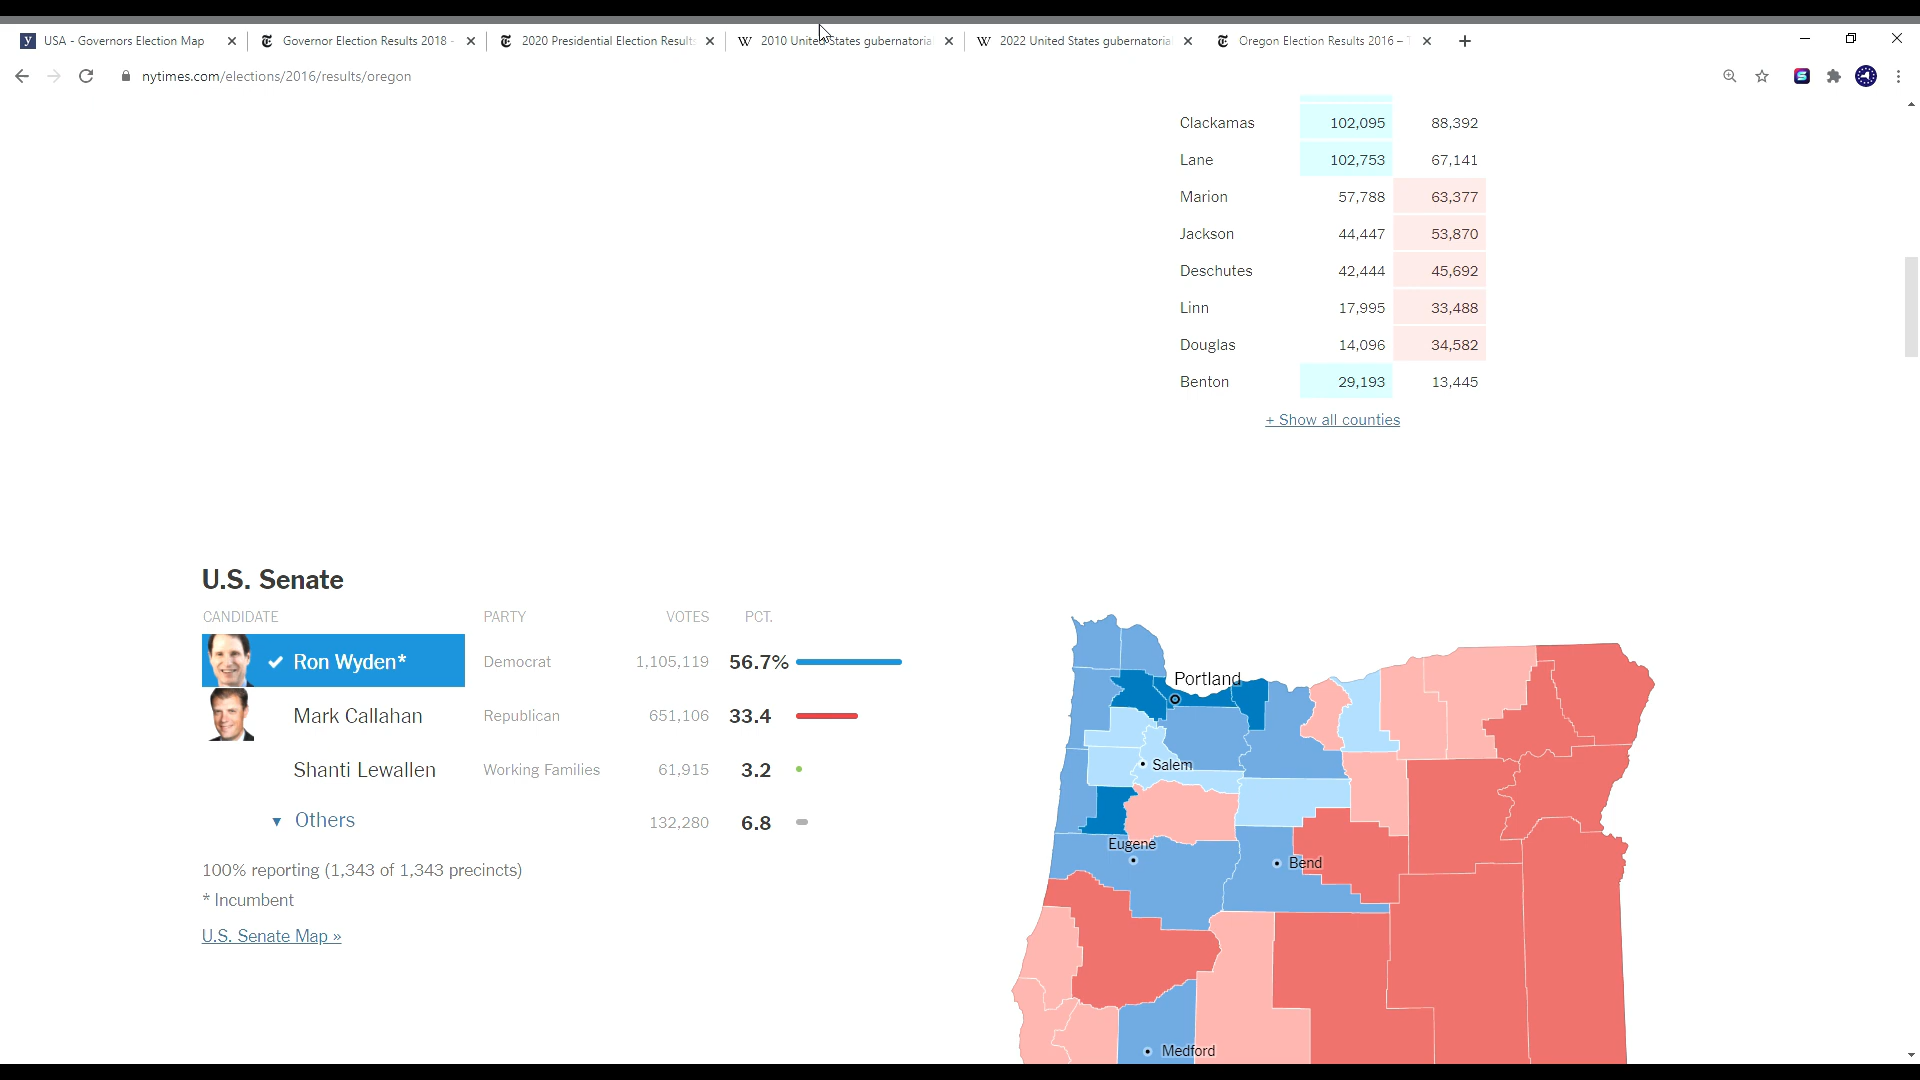 USA - Governors Election Map
Governor Election Results 2018 -
2020 Presidential Election Result
2010 United States gubernatoria
2022 United States gubernatoria
Oregon Election Results 2016 –
nytimes.com/elections/2016/results/oregon
Clackamas 102,095 88,392
Lane 102,753 67,141
Marion 57,788 63,377
Jackson 44,447 53,870
Deschutes 42,444 45,692
Linn 17,995 33,488
Douglas 14,096 34,582
Benton 29,193 13,445
+ Show all counties
U.S. Senate
CANDIDATE PARTY VOTES PCT.
Ron Wyden* Democrat 1,105,119 56.7%
Mark Callahan Republican 651,106 33.4
Shanti Lewallen Working Families 61,915 3.2
Others 132,280 6.8
100% reporting (1,343 of 1,343 precincts)
* Incumbent
U.S. Senate Map »
Portland
Salem
Eugene
Bend
Medford